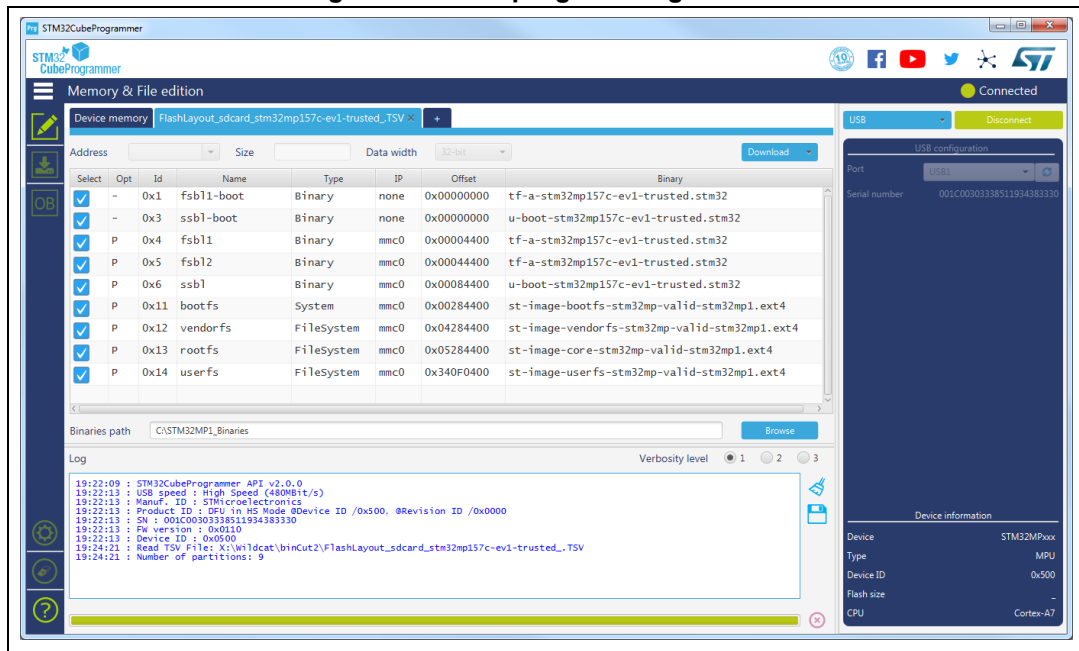 STM32CubeProgrammer
STM32
CubeProgrammer
Memory & File edition
Connected
Device memory FlashLayout_sdcard_stm32mp157c-ev1-trusted_.TSV × +
USB Disconnect
Address Size Data width 32-bit Download
USB configuration
Port USB1
Serial number 001C00303338511934383330
Select Opt Id Name Type IP Offset Binary
- 0x1 fsbl1-boot Binary none 0x00000000 tf-a-stm32mp157c-ev1-trusted.stm32
- 0x3 ssbl-boot Binary none 0x00000000 u-boot-stm32mp157c-ev1-trusted.stm32
P 0x4 fsbl1 Binary mmc0 0x00004400 tf-a-stm32mp157c-ev1-trusted.stm32
P 0x5 fsbl2 Binary mmc0 0x00044400 tf-a-stm32mp157c-ev1-trusted.stm32
P 0x6 ssbl Binary mmc0 0x00084400 u-boot-stm32mp157c-ev1-trusted.stm32
P 0x11 bootfs System mmc0 0x00284400 st-image-bootfs-stm32mp-valid-stm32mp1.ext4
P 0x12 vendorfs FileSystem mmc0 0x04284400 st-image-vendorfs-stm32mp-valid-stm32mp1.ext4
P 0x13 rootfs FileSystem mmc0 0x05284400 st-image-core-stm32mp-valid-stm32mp1.ext4
P 0x14 userfs FileSystem mmc0 0x340F0400 st-image-userfs-stm32mp-valid-stm32mp1.ext4
Binaries path C:\STM32MP1_Binaries Browse
Log Verbosity level 1 2 3
19:22:09 : STM32CubeProgrammer API v2.0.0
19:22:13 : USB speed : High Speed (480MBit/s)
19:22:13 : Manuf. ID : STMicroelectronics
19:22:13 : Product ID : DFU in HS Mode @Device ID /0x500, @Revision ID /0x0000
19:22:13 : SN : 001C00303338511934383330
19:22:13 : FW version : 0x0110
19:22:13 : Device ID : 0x0500
19:24:21 : Read TSV File: X:\Wildcat\binCut2\FlashLayout_sdcard_stm32mp157c-ev1-trusted_.TSV
19:24:21 : Number of partitions: 9
Device information
Device STM32MPxxx
Type MPU
Device ID 0x500
Flash size _
CPU Cortex-A7
OB